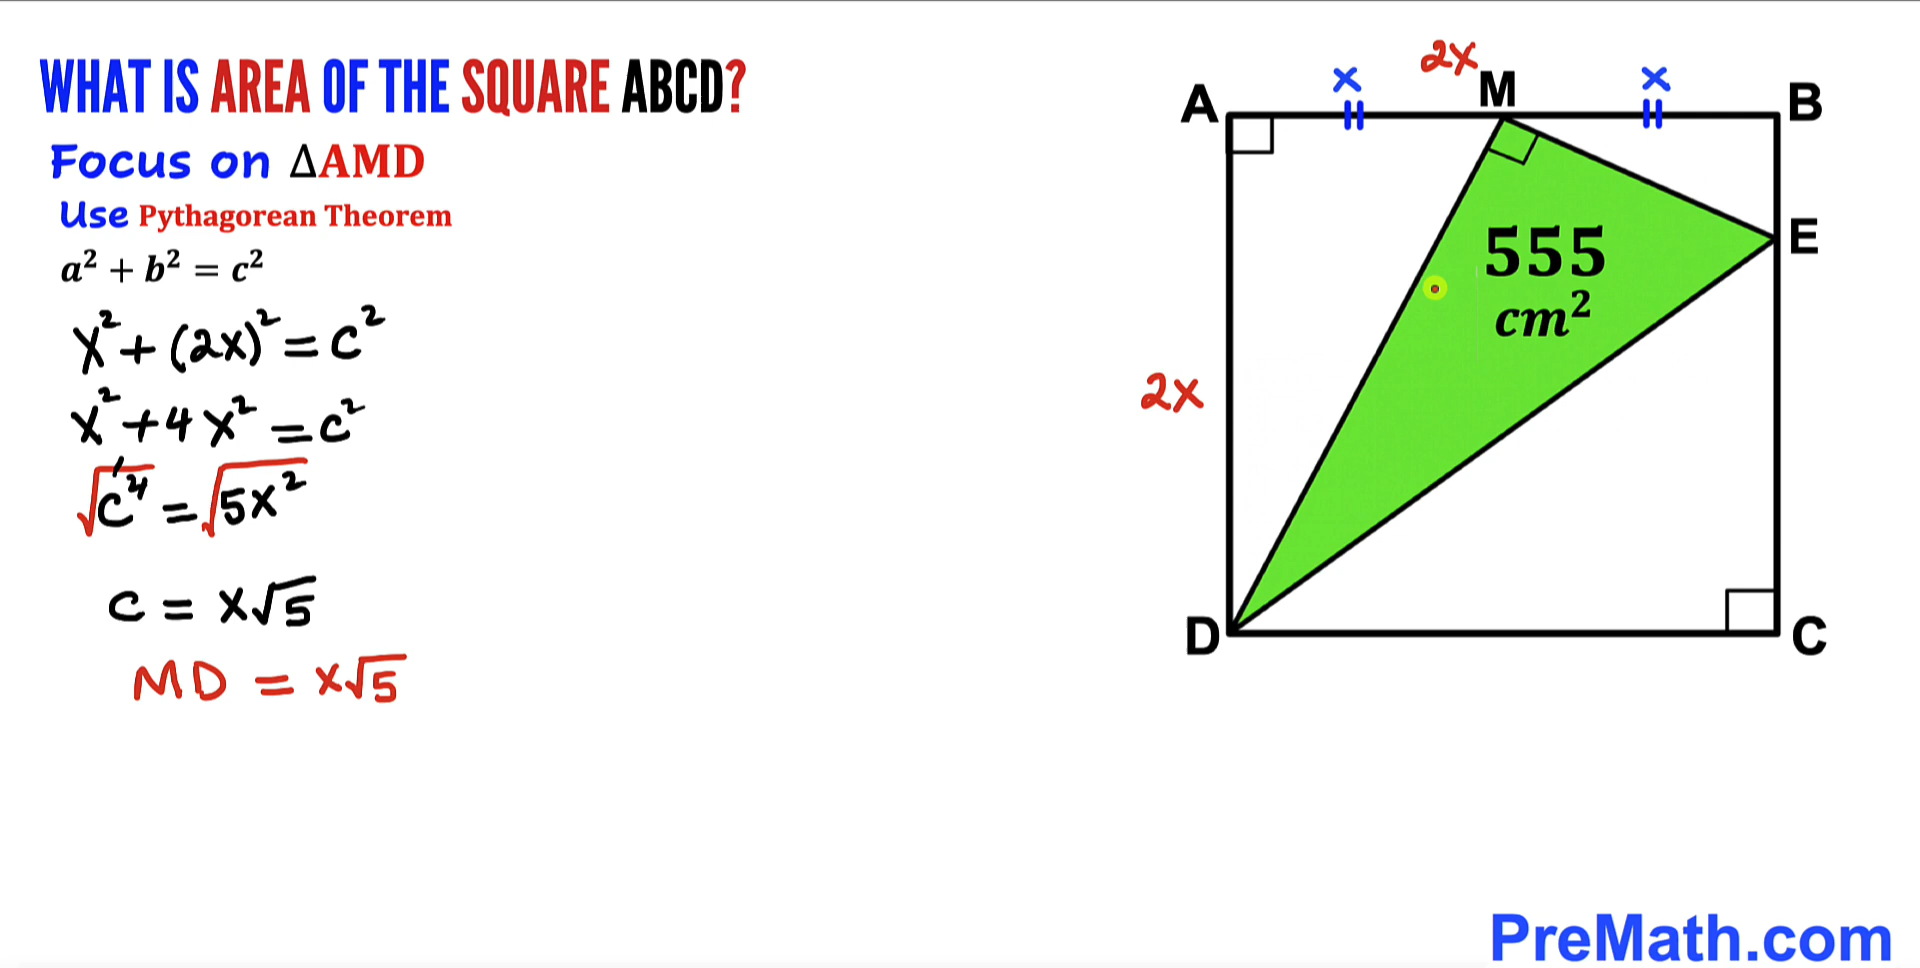 WHAT IS AREA OF THE SQUARE ABCD?
Focus on ΔAMD
Use Pythagorean Theorem
a² + b² = c²
x² + (2x)² = c²
x² + 4x² = c²
√c² = √5x²
c = x√5
MD = x√5
2x
x
x
A
M
B
E
555
cm²
2x
D
C
PreMath.com